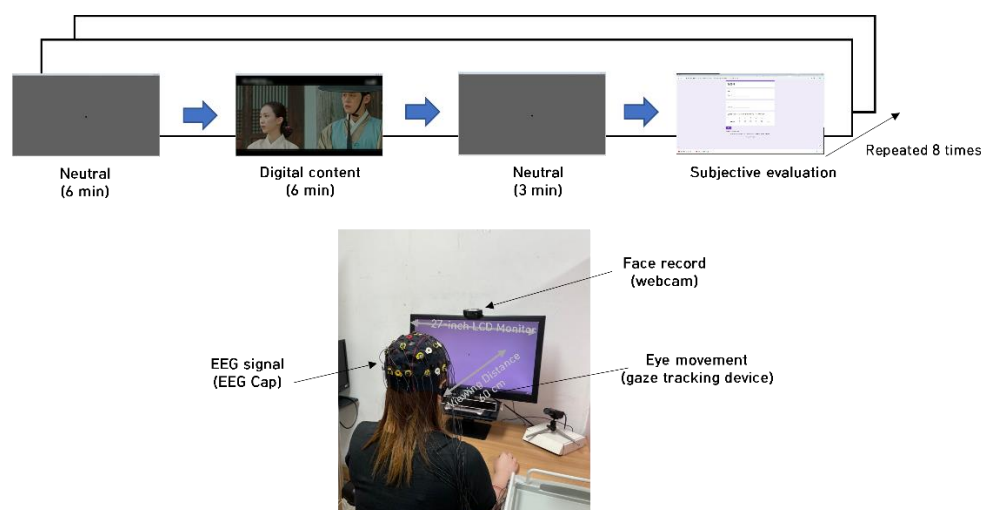 Neutral
(6 min)
Digital content
(6 min)
Neutral
(3 min)
Subjective evaluation
Repeated 8 times
Face record
(webcam)
27-inch LCD Monitor
EEG signal
(EEG Cap)
Viewing Distance
60 cm
Eye movement
(gaze tracking device)